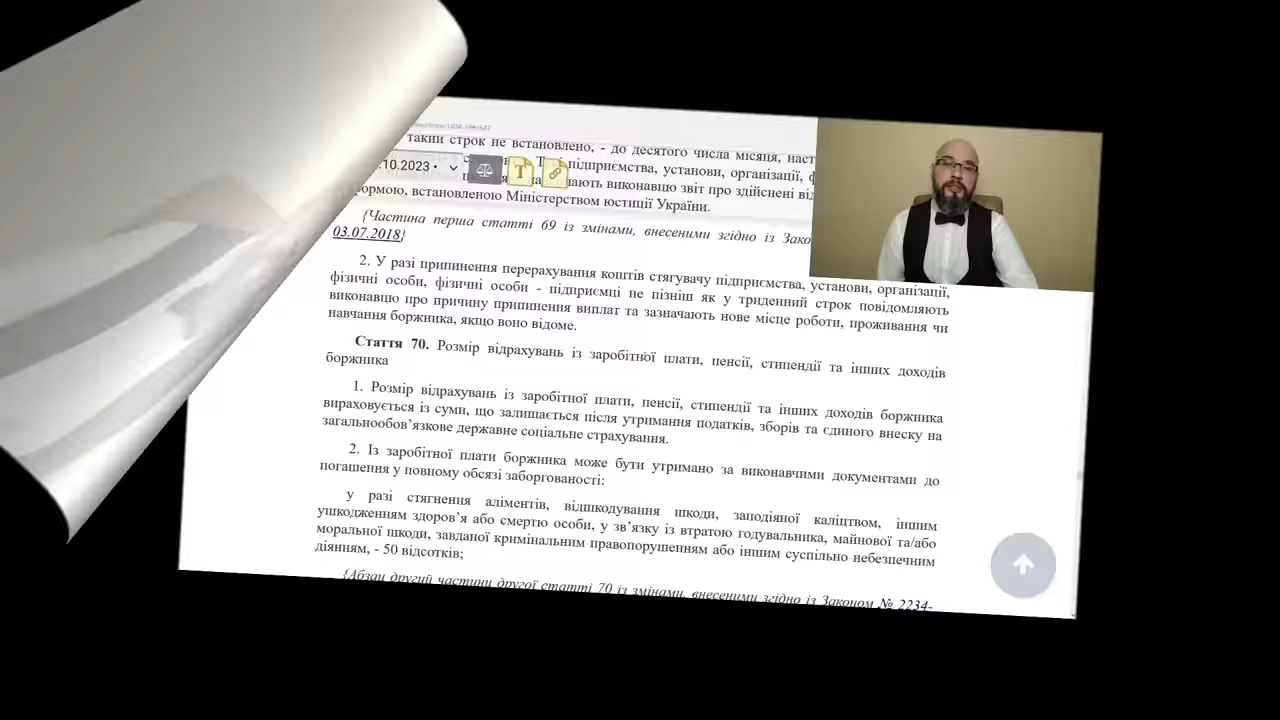 такий строк не встановлено, - до десятого числа місяця, наст
.10.2023 • T підприємства, установи, організації, ф
виконавцю звіт про здійснені від
формою, встановленою Міністерством юстиції України.
{Частина перша статті 69 із змінами, внесеними згідно із Зако
03.07.2018}
2. У разі припинення перерахування коштів стягувачу підприємства, установи, організації,
фізичні особи, фізичні особи - підприємці не пізніш як у триденний строк повідомляють
виконавцю про причину припинення виплат та зазначають нове місце роботи, проживання чи
навчання боржника, якщо воно відоме.
Стаття 70. Розмір відрахувань із заробітної плати, пенсії, стипендії та інших доходів
боржника
1. Розмір відрахувань із заробітної плати, пенсії, стипендії та інших доходів боржника
вираховується із суми, що залишається після утримання податків, зборів та єдиного внеску на
загальнообов’язкове державне соціальне страхування.
2. Із заробітної плати боржника може бути утримано за виконавчими документами до
погашення у повному обсязі заборгованості:
у разі стягнення аліментів, відшкодування шкоди, заподіяної каліцтвом, іншим
ушкодженням здоров’я або смертю особи, у зв’язку із втратою годувальника, майнової та/або
моральної шкоди, завданої кримінальним правопорушенням або іншим суспільно небезпечним
діянням, - 50 відсотків;
{Абзац другий частини другої статті 70 із змінами, внесеними згідно із Законом № 2234-